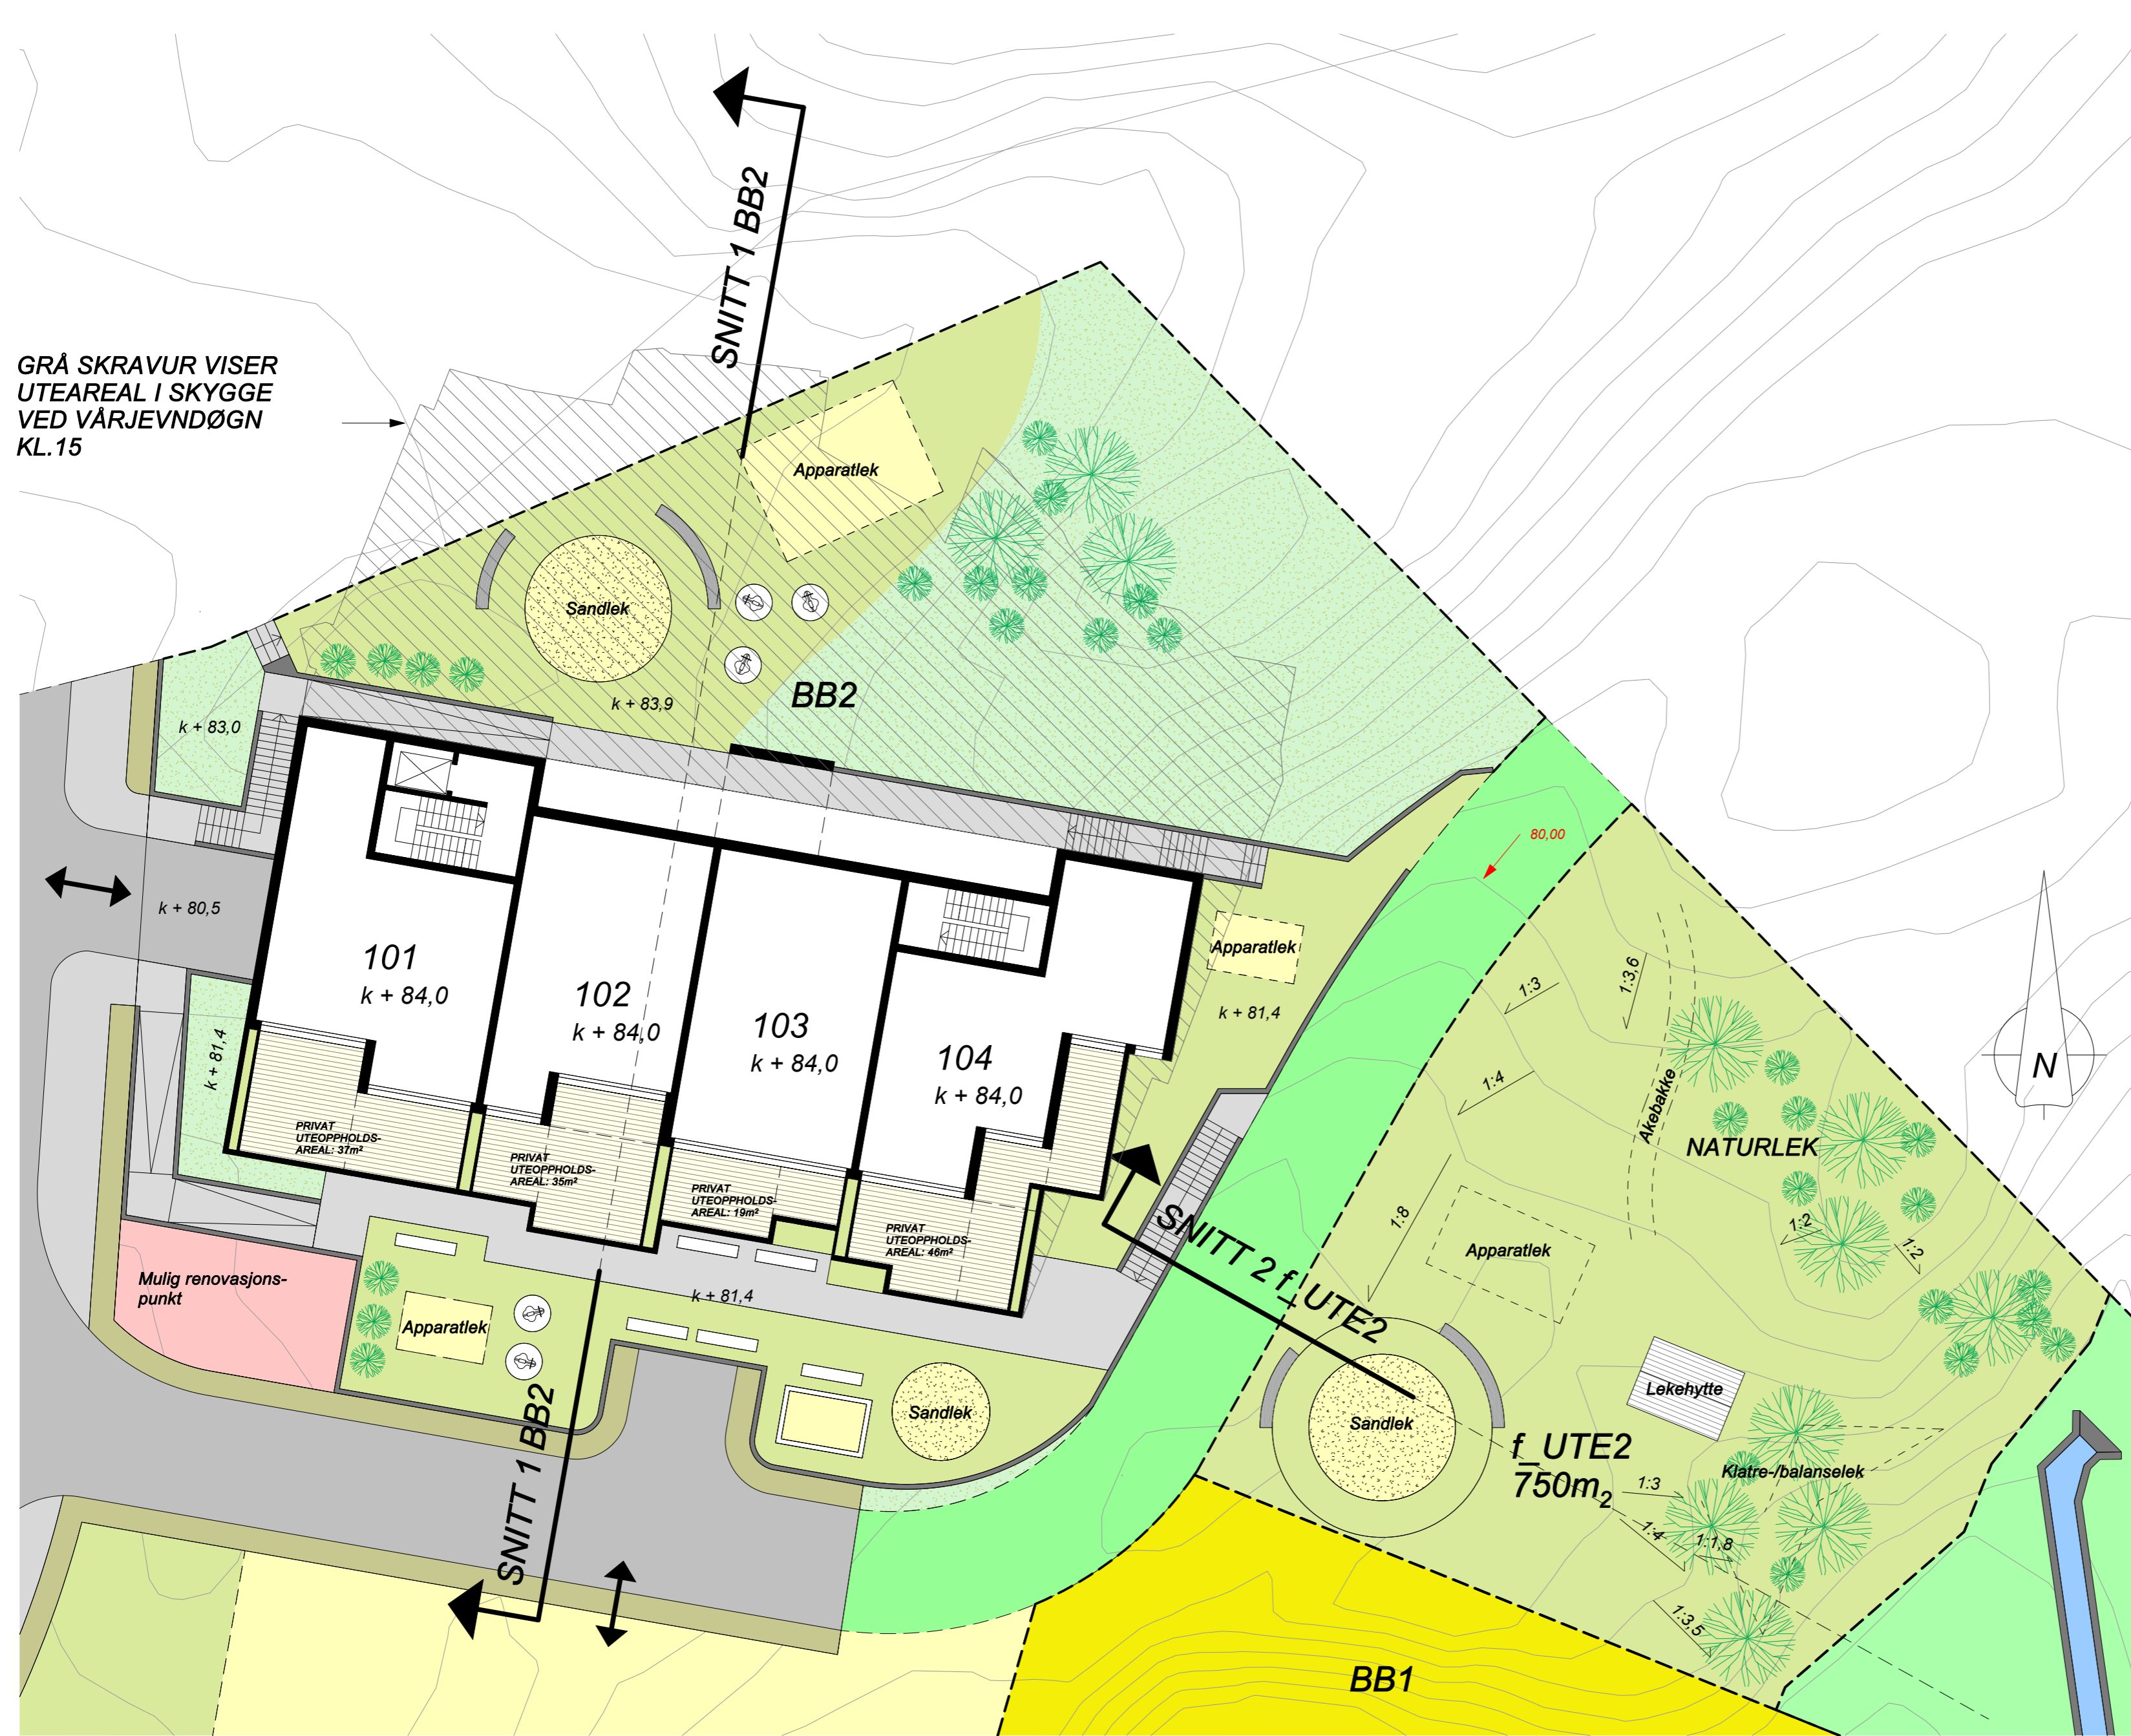 SNITT 1 BB2
GRÅ SKRAVUR VISER
UTEAREAL I SKYGGE
VED VÅRJEVNDØGN
KL.15
Apparatlek
Sandlek
BB2
k + 83,9
k + 83,0
80,00
k + 80,5
101
k + 84,0
102
k + 84,0
103
k + 84,0
104
k + 84,0
Apparatlek
k + 81,4
k + 81,4
1:3
1:3,6
1:4
Akebakke
NATURLEK
N
PRIVAT
UTEOPPHOLDS-
AREAL: 37m²
PRIVAT
UTEOPPHOLDS-
AREAL: 35m²
PRIVAT
UTEOPPHOLDS-
AREAL: 19m²
PRIVAT
UTEOPPHOLDS-
AREAL: 46m²
SNITT 2 f_UTE2
1:8
1:2
1:2
Apparatlek
Mulig renovasjons-
punkt
k + 81,4
Apparatlek
Sandlek
Sandlek
Lekehytte
f_UTE2
750m2
Klatre-/balanselek
1:3
1:4
1:1,8
1:3,5
SNITT 1 BB2
BB1